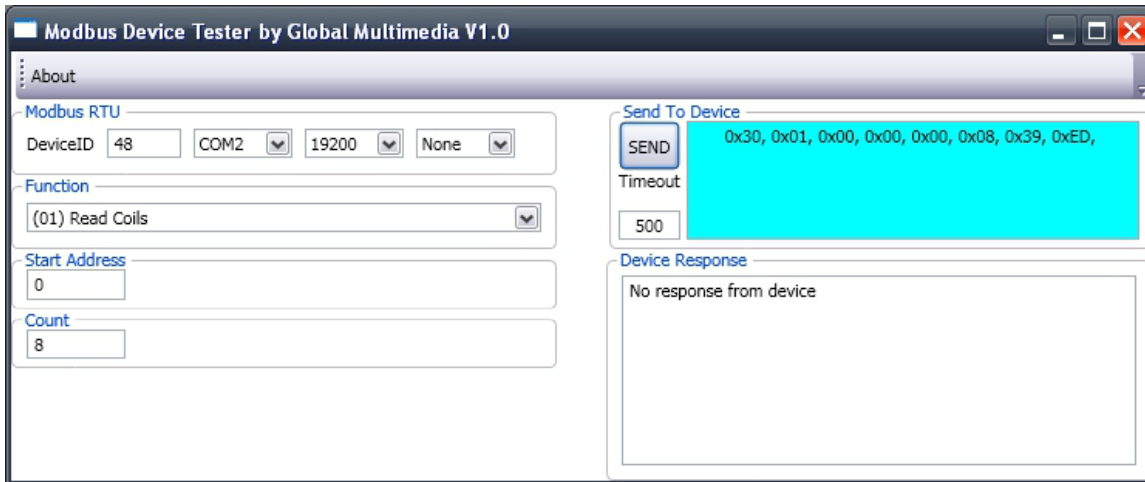 Modbus Device Tester by Global Multimedia V1.0
About
Modbus RTU
DeviceID 48 COM2 19200 None
Function
(01) Read Coils
Start Address
0
Count
8
Send To Device
SEND
0x30, 0x01, 0x00, 0x00, 0x00, 0x08, 0x39, 0xED,
Timeout
500
Device Response
No response from device